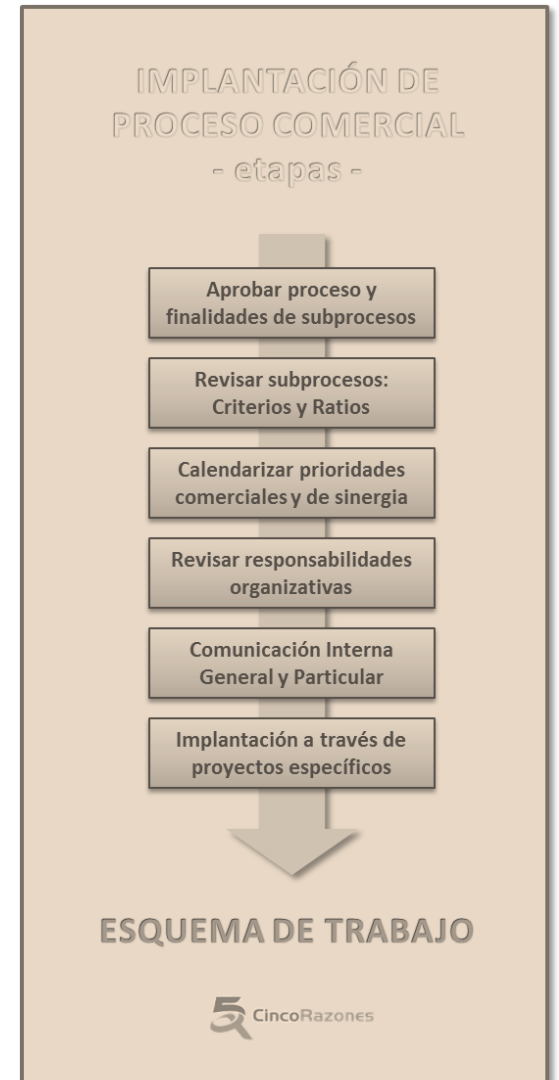 IMPLANTACIÓN DE
PROCESO COMERCIAL
- etapas -
Aprobar proceso y
finalidades de subprocesos
Revisar subprocesos:
Criterios y Ratios
Calendarizar prioridades
comerciales y de sinergia
Revisar responsabilidades
organizativas
Comunicación Interna
General y Particular
Implantación a través de
proyectos específicos
ESQUEMA DE TRABAJO
5R CincoRazones